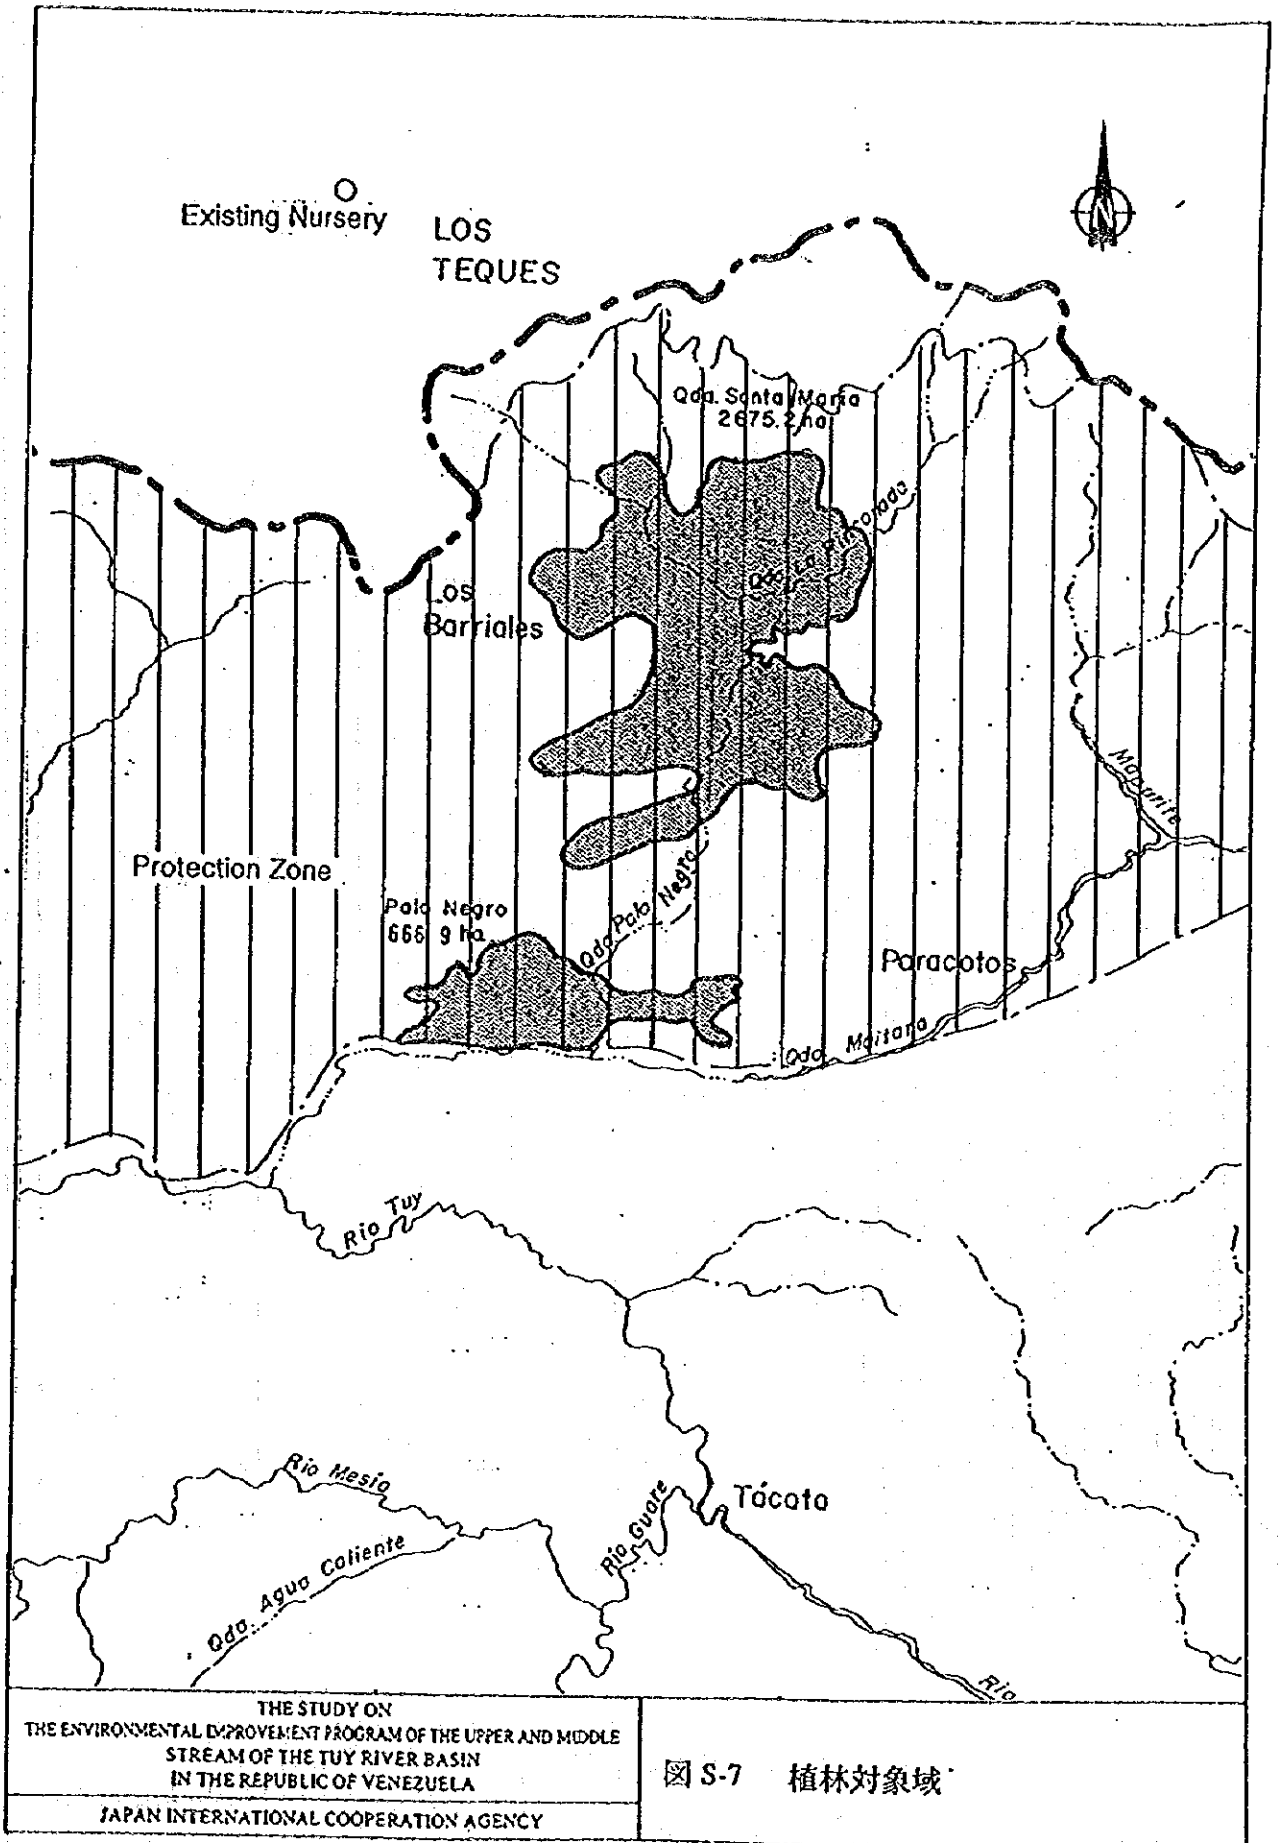 Existing Nursery
LOS
TEQUES
N
Qda. Santa Maria
2675.2 ha
Qda. La
LOS
Barriales
Maparito
Protection Zone
Palo Negro
666 9 ha
Qda. Palo Negro
Paracotos
Qda. Maitana
Rio Tuy
Rio Mesia
Tácata
Rio Guare
Qda. Agua Caliente
Rio
THE STUDY ON
THE ENVIRONMENTAL IMPROVEMENT PROGRAM OF THE UPPER AND MIDDLE
STREAM OF THE TUY RIVER BASIN
IN THE REPUBLIC OF VENEZUELA
JAPAN INTERNATIONAL COOPERATION AGENCY
図 S-7 植林対象域